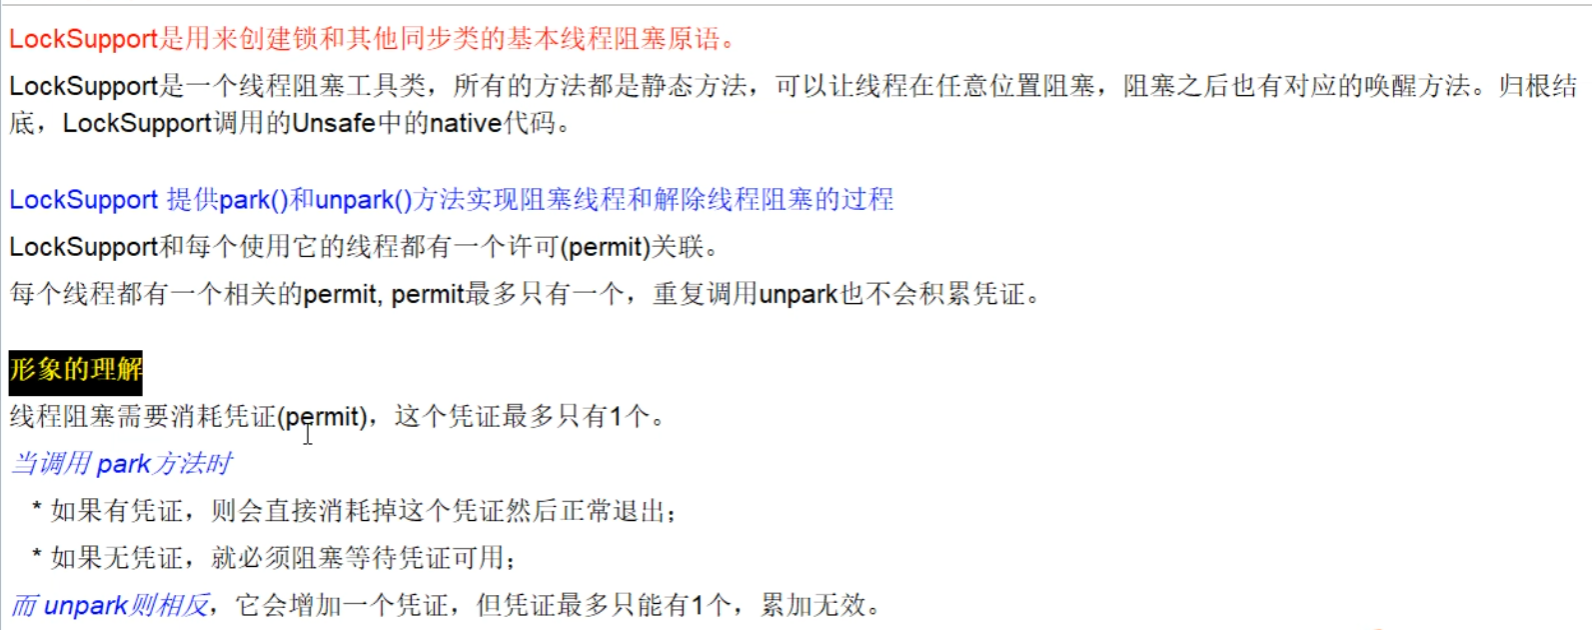 LockSupport是用来创建锁和其他同步类的基本线程阻塞原语。
LockSupport是一个线程阻塞工具类，所有的方法都是静态方法，可以让线程在任意位置阻塞，阻塞之后也有对应的唤醒方法。归根结
底，LockSupport调用的Unsafe中的native代码。
LockSupport 提供park()和unpark()方法实现阻塞线程和解除线程阻塞的过程
LockSupport和每个使用它的线程都有一个许可(permit)关联。
每个线程都有一个相关的permit, permit最多只有一个，重复调用unpark也不会积累凭证。
形象的理解
线程阻塞需要消耗凭证(permit)，这个凭证最多只有1个。
当调用 park方法时
* 如果有凭证，则会直接消耗掉这个凭证然后正常退出；
* 如果无凭证，就必须阻塞等待凭证可用；
而 unpark则相反，它会增加一个凭证，但凭证最多只能有1个，累加无效。